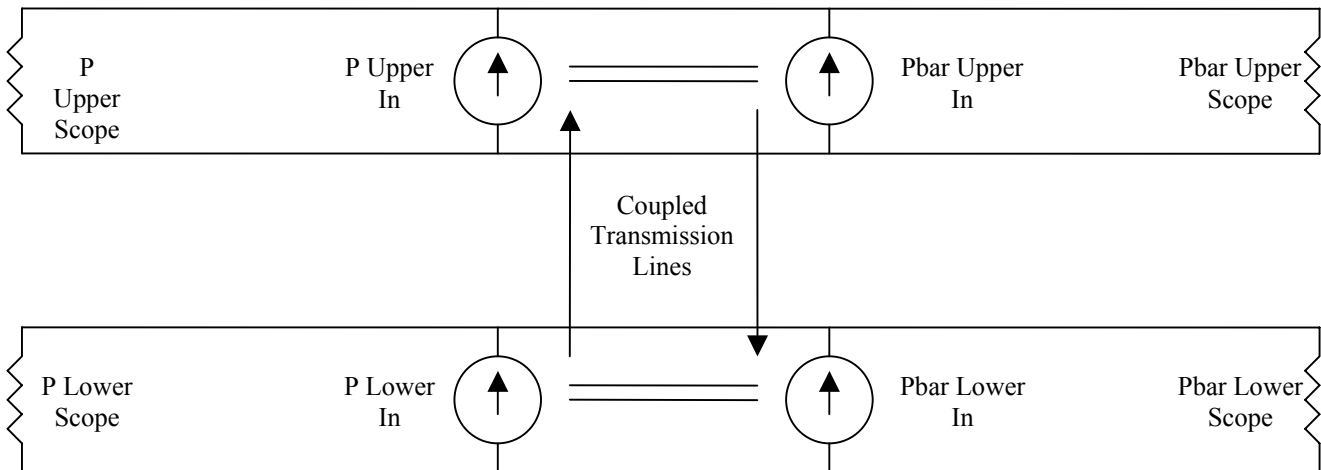 P
Upper
Scope
P Upper
In
Pbar Upper
In
Pbar Upper
Scope
Coupled
Transmission
Lines
P Lower
Scope
P Lower
In
Pbar Lower
In
Pbar Lower
Scope